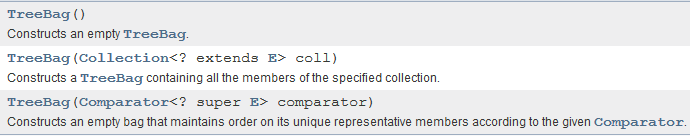 TreeBag()
Constructs an empty TreeBag.
TreeBag(Collection<? extends E> coll)
Constructs a TreeBag containing all the members of the specified collection.
TreeBag(Comparator<? super E> comparator)
Constructs an empty bag that maintains order on its unique representative members according to the given Comparator.